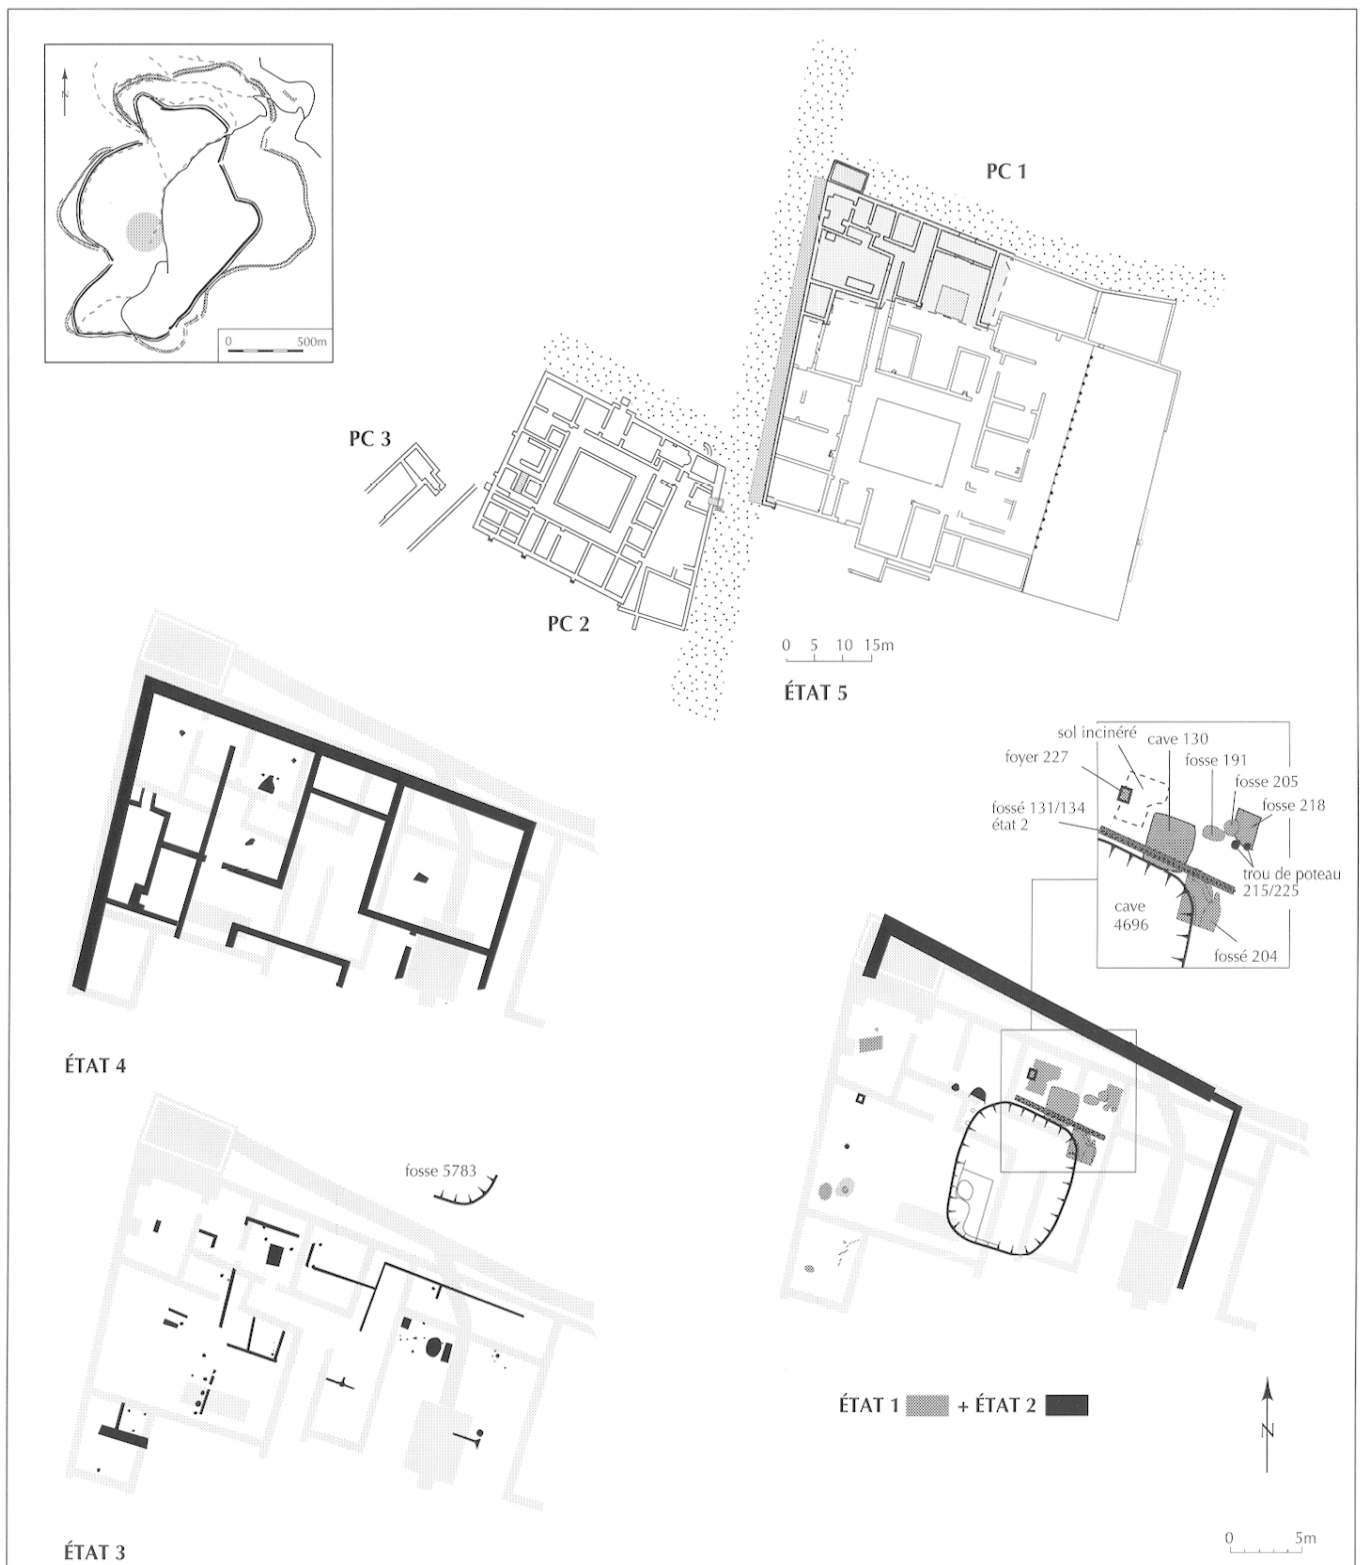 N
0 500m
PC 1
PC 3
PC 2
0 5 10 15m
ÉTAT 5
sol incinéré
cave 130
foyer 227
fosse 191
fosse 205
fosse 218
fossé 131/134
état 2
trou de poteau
215/225
cave
4696
fossé 204
ÉTAT 4
fosse 5783
ÉTAT 1 + ÉTAT 2
N
0 5m
ÉTAT 3